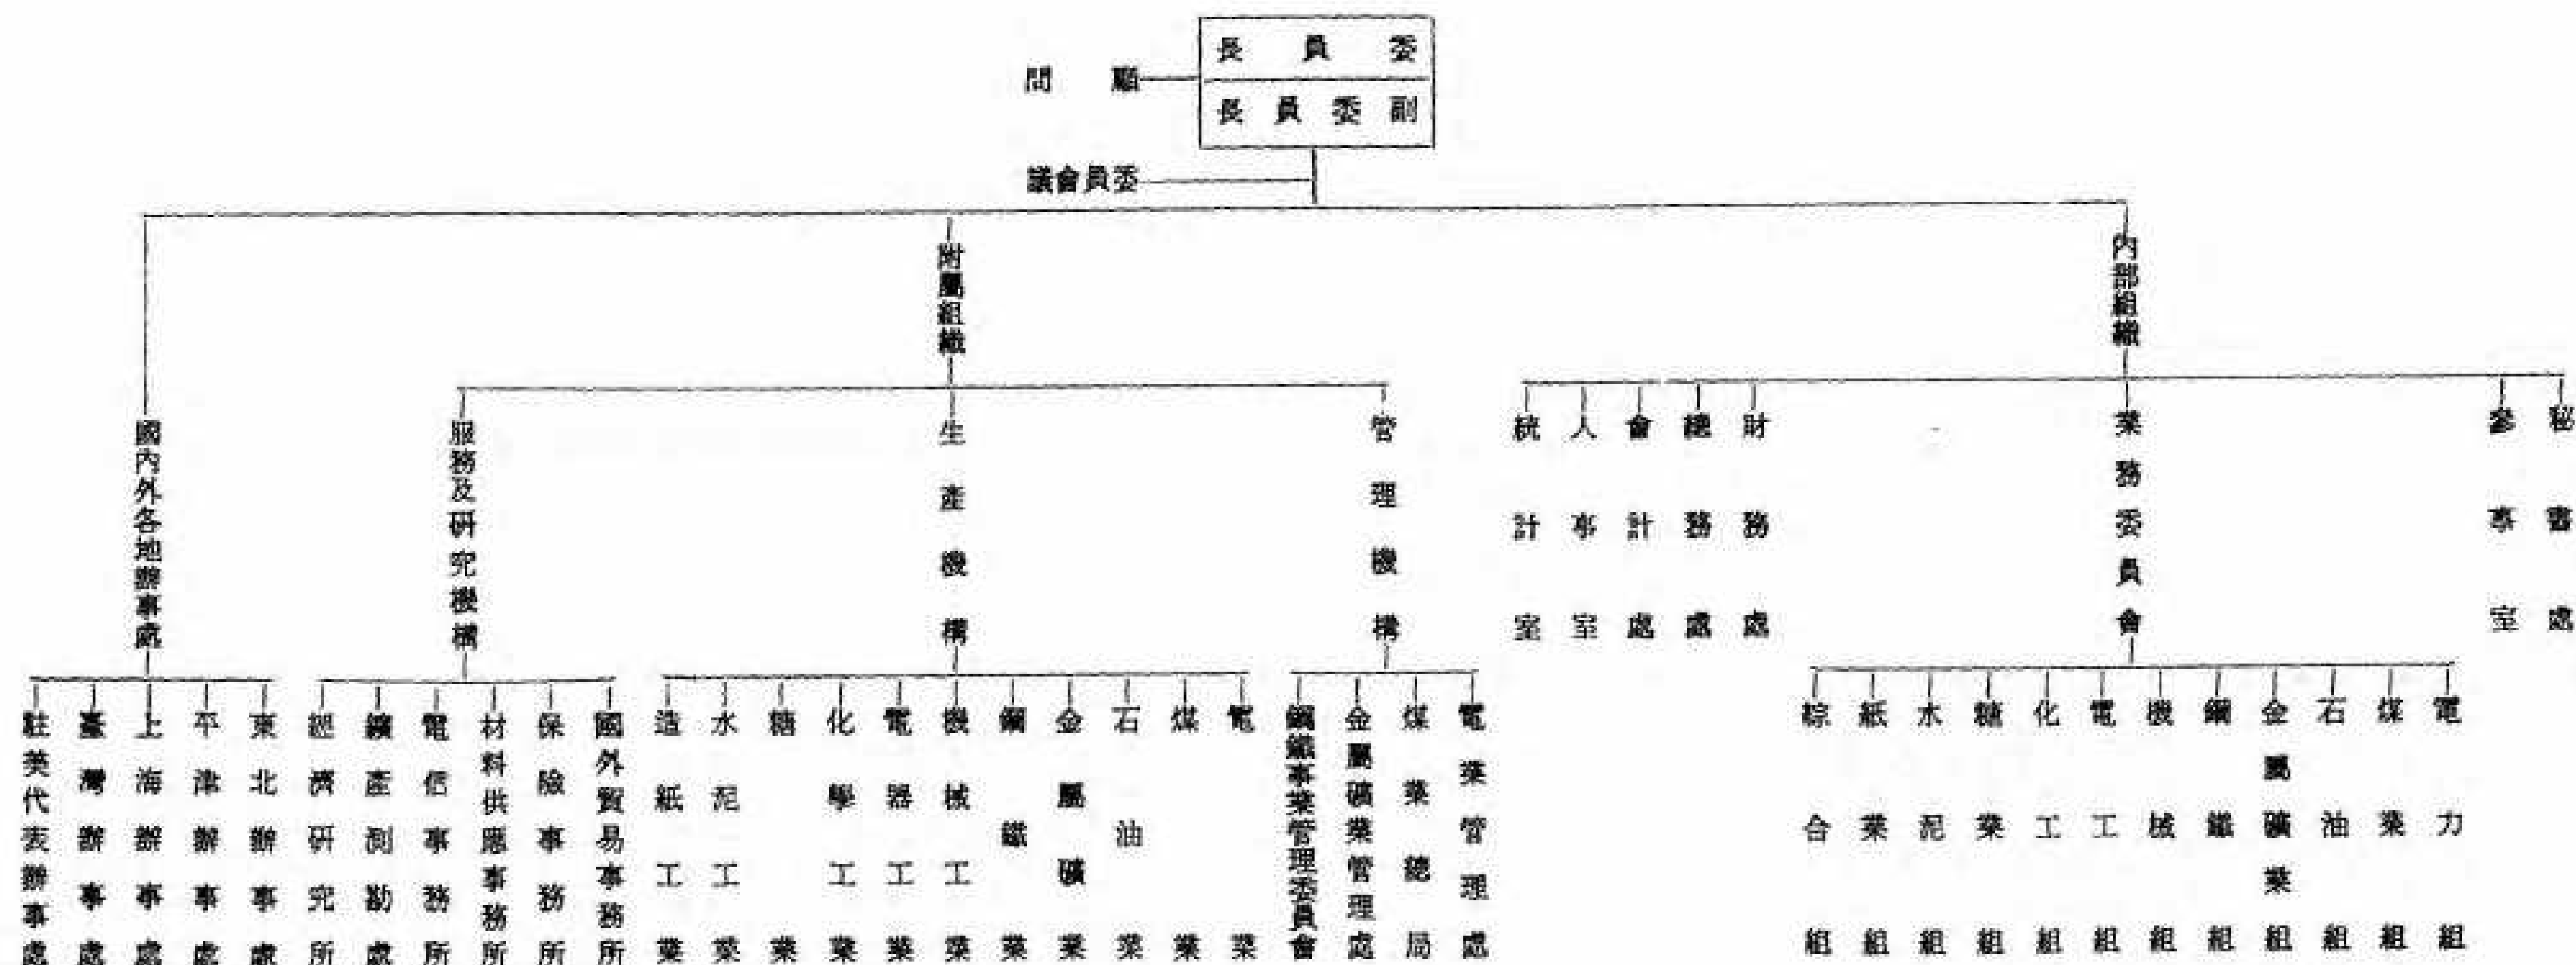 委員長
副委員長
顧問
委員會議
內部組織
附屬組織
國內外各地辦事處
秘書處
參事室
業務委員會
財務處
總務處
會計處
人事室
統計室
管理機構
生產機構
服務及研究機構
電力組
煤業組
石油組
金屬礦業組
鋼鐵組
機械組
電工組
化工組
糖業組
水泥組
紙業組
綜合組
電業管理處
煤業總局
金屬礦業管理處
鋼鐵事業管理委員會
電業
煤業
石油業
金屬礦業
鋼鐵業
機械工業
電器工業
化學工業
糖業
水泥工業
造紙工業
國外貿易事務所
保險事務所
材料供應事務所
電信事務所
鑛產測勘處
經濟研究所
東北辦事處
平津辦事處
上海辦事處
臺灣辦事處
駐美代表辦事處